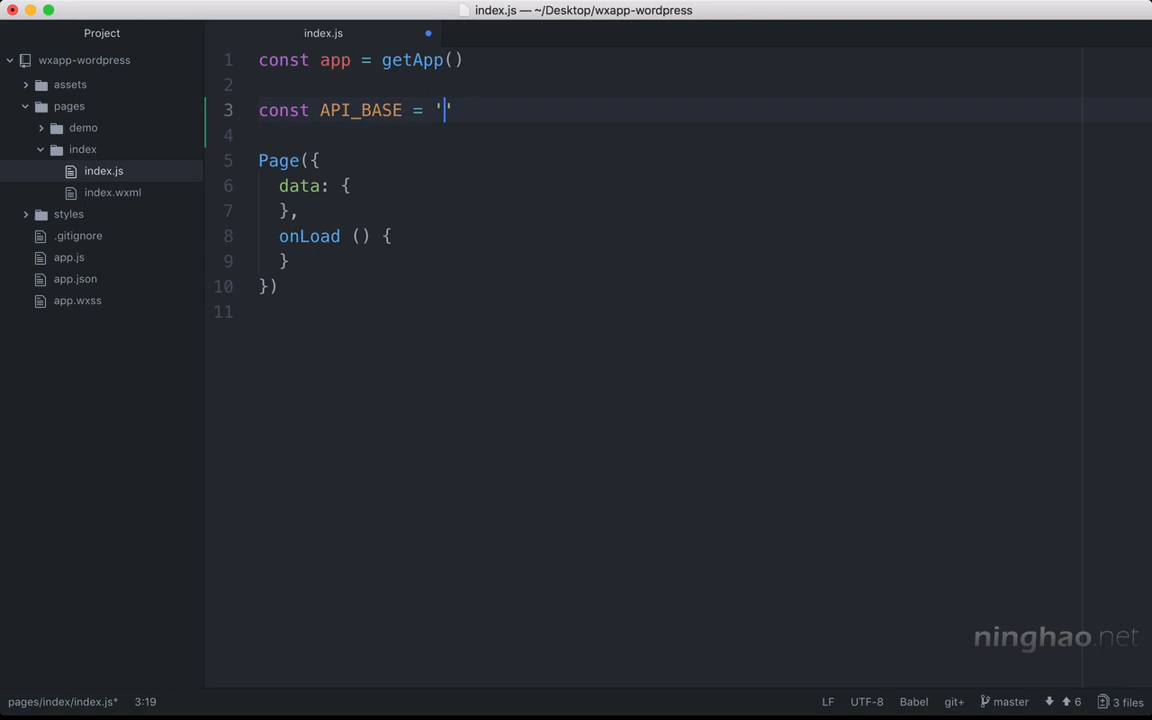 index.js — ~/Desktop/wxapp-wordpress
Project
index.js
wxapp-wordpress
assets
pages
demo
index
index.js
index.wxml
styles
.gitignore
app.js
app.json
app.wxss
1 const app = getApp()
2
3 const API_BASE = ''
4
5 Page({
6 data: {
7 },
8 onLoad () {
9 }
10 })
11
ninghao.net
pages/index/index.js* 3:19 LF UTF-8 Babel git+ master 6 3 files